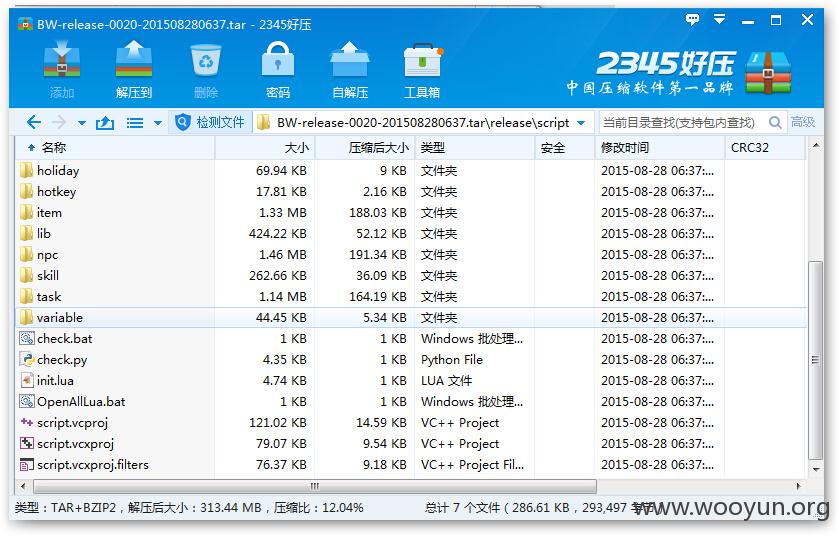 BW-release-0020-201508280637.tar - 2345好压
添加 解压到 删除 密码 自解压 工具箱
2345好压
中国压缩软件第一品牌
检测文件 BW-release-0020-201508280637.tar\release\script 当前目录查找(支持包内查找) 高级
名称 大小 压缩后大小 类型 安全 修改时间 CRC32
holiday 69.94 KB 9 KB 文件夹 2015-08-28 06:37:...
hotkey 17.81 KB 2.16 KB 文件夹 2015-08-28 06:37:...
item 1.33 MB 188.03 KB 文件夹 2015-08-28 06:37:...
lib 424.22 KB 52.12 KB 文件夹 2015-08-28 06:37:...
npc 1.46 MB 191.34 KB 文件夹 2015-08-28 06:37:...
skill 262.66 KB 36.09 KB 文件夹 2015-08-28 06:37:...
task 1.14 MB 164.19 KB 文件夹 2015-08-28 06:37:...
variable 44.45 KB 5.34 KB 文件夹 2015-08-28 06:37:...
check.bat 1 KB 1 KB Windows 批处理... 2015-08-28 06:37:...
check.py 4.35 KB 1 KB Python File 2015-08-28 06:37:...
init.lua 4.74 KB 1 KB LUA 文件 2015-08-28 06:37:...
OpenAllLua.bat 1 KB 1 KB Windows 批处理... 2015-08-28 06:37:...
script.vcproj 121.02 KB 14.59 KB VC++ Project 2015-08-28 06:37:...
script.vcxproj 79.07 KB 9.54 KB VC++ Project 2015-08-28 06:37:...
script.vcxproj.filters 76.37 KB 9.18 KB VC++ Project Fil... 2015-08-28 06:37:...
类型：TAR+BZIP2，解压后大小：313.44 MB，压缩比：12.04% 总计 7 个文件（ 286.61 KB，293,497 字节
www.wooyun.org